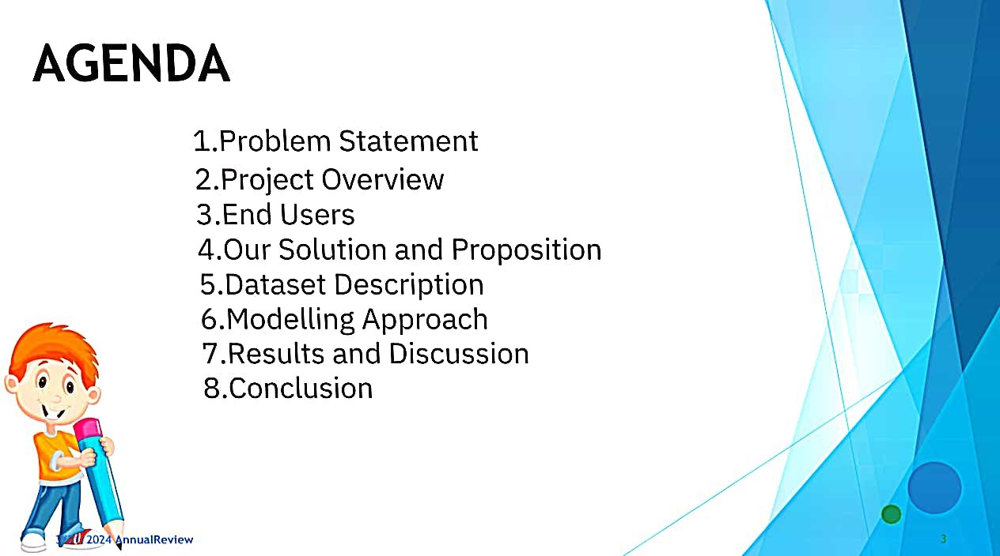 AGENDA
1.Problem Statement
2.Project Overview
3.End Users
4.Our Solution and Proposition
5.Dataset Description
6.Modelling Approach
7.Results and Discussion
8.Conclusion
2024 AnnualReview
3